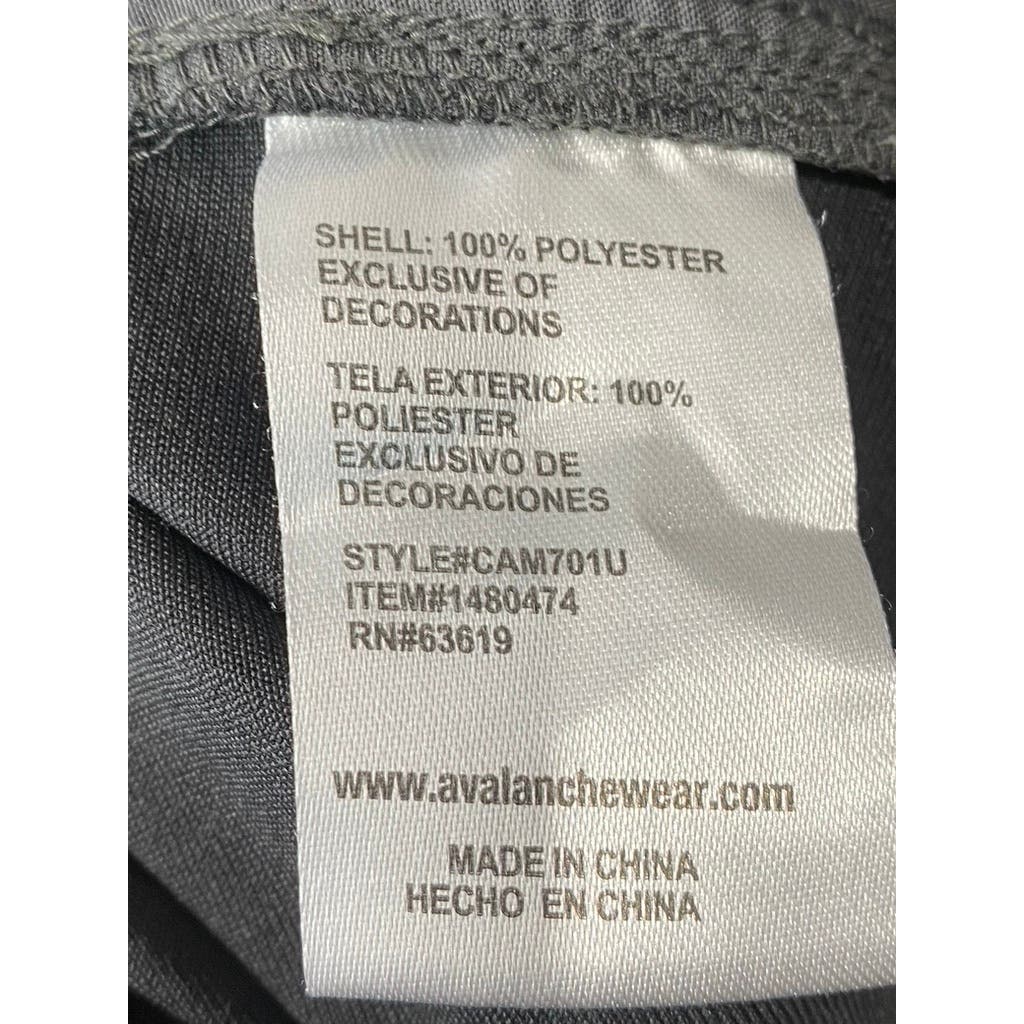 SHELL: 100% POLYESTER
EXCLUSIVE OF
DECORATIONS
TELA EXTERIOR: 100%
POLIESTER
EXCLUSIVO DE
DECORACIONES
STYLE#CAM701U
ITEM#1480474
RN#63619
www.avalanchewear.com
MADE IN CHINA
HECHO EN CHINA